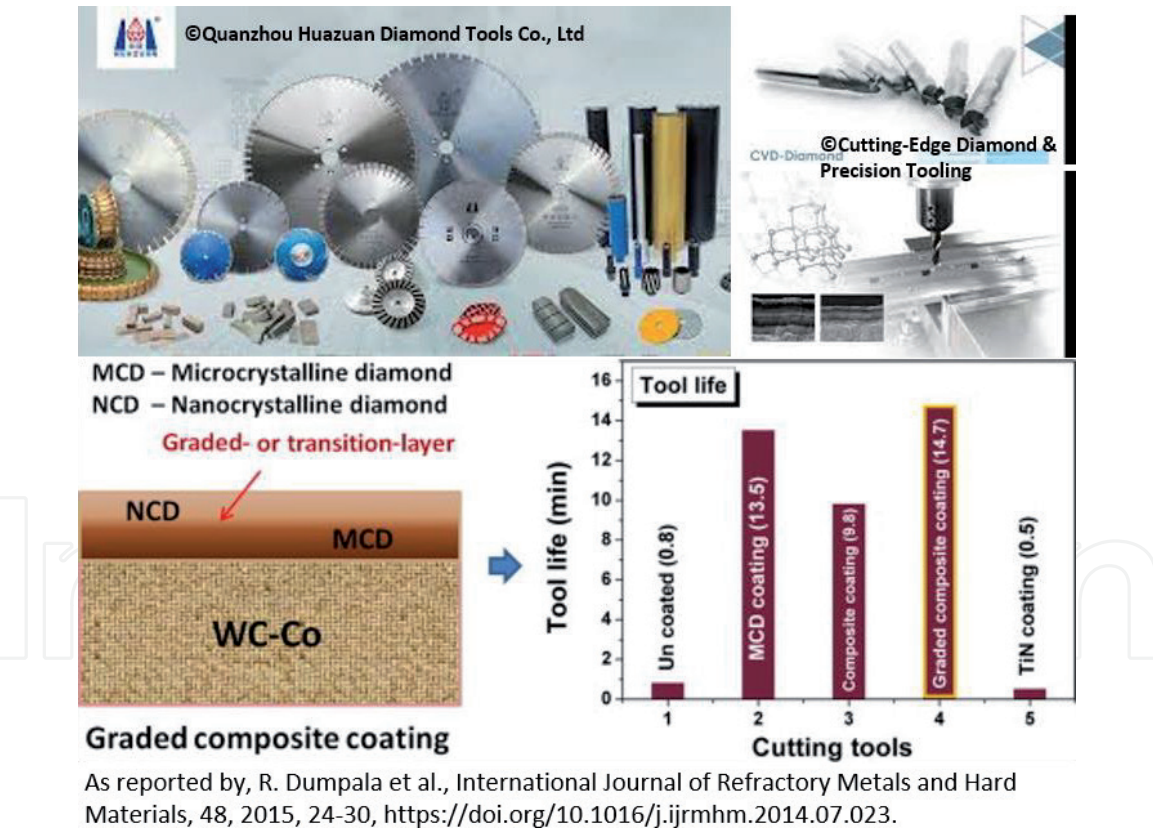 HUAZUAN
©Quanzhou Huazuan Diamond Tools Co., Ltd
©Cutting-Edge Diamond &
CVD-Diamond
Precision Tooling
MCD – Microcrystalline diamond
NCD – Nanocrystalline diamond
Graded- or transition-layer
NCD
MCD
WC-Co
Graded composite coating
Tool life
Tool life (min)
16
14
12
10
8
6
4
2
0
Un coated (0.8)
MCD coating (13.5)
Composite coating (9.8)
Graded composite coating (14.7)
TiN coating (0.5)
1 2 3 4 5
Cutting tools
As reported by, R. Dumpala et al., International Journal of Refractory Metals and Hard
Materials, 48, 2015, 24-30, https://doi.org/10.1016/j.ijrmhm.2014.07.023.